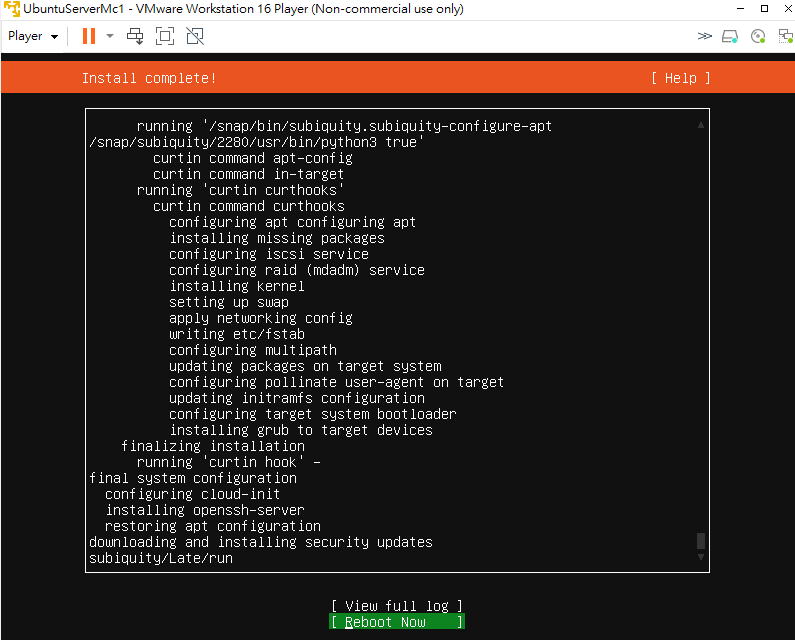 UbuntuServerMc1 - VMware Workstation 16 Player (Non-commercial use only)
Player
Install complete!
[ Help ]
running '/snap/bin/subiquity.subiquity-configure-apt
/snap/subiquity/2280/usr/bin/python3 true'
curtin command apt-config
curtin command in-target
running 'curtin curthooks'
curtin command curthooks
configuring apt configuring apt
installing missing packages
configuring iscsi service
configuring raid (mdadm) service
installing kernel
setting up swap
apply networking config
writing etc/fstab
configuring multipath
updating packages on target system
configuring pollinate user-agent on target
updating initramfs configuration
configuring target system bootloader
installing grub to target devices
finalizing installation
running 'curtin hook' -
final system configuration
configuring cloud-init
installing openssh-server
restoring apt configuration
downloading and installing security updates
subiquity/Late/run
[ View full log ]
[ Reboot Now ]